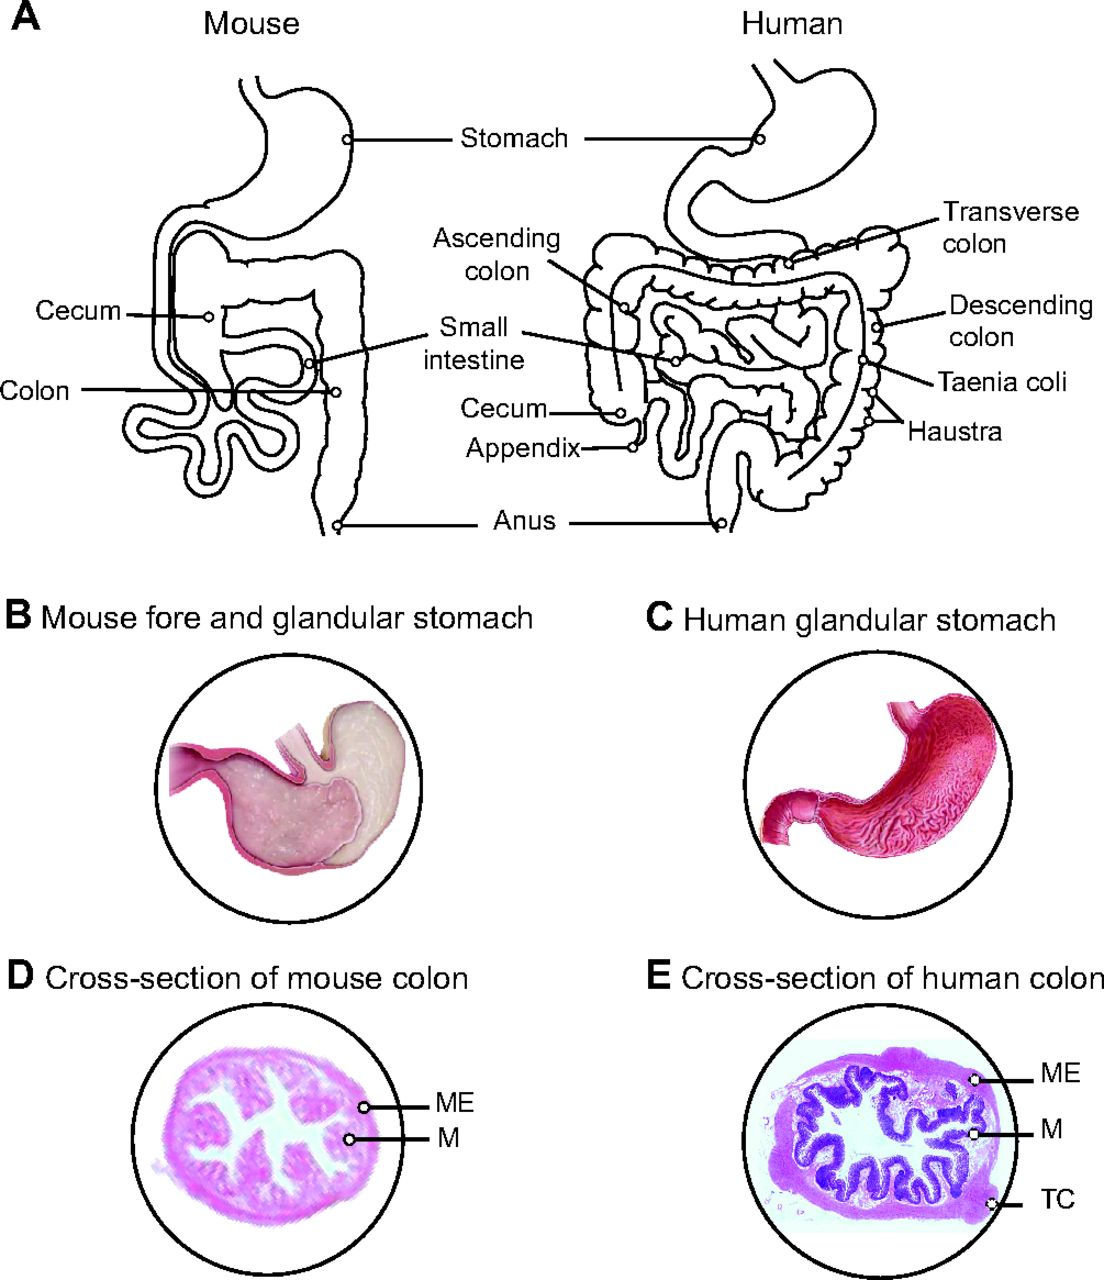 A
Mouse
Human
Stomach
Transverse
colon
Ascending
colon
Cecum
Small
intestine
Descending
colon
Colon
Taenia coli
Cecum
Haustra
Appendix
Anus
B Mouse fore and glandular stomach
C Human glandular stomach
D Cross-section of mouse colon
E Cross-section of human colon
ME
M
ME
M
TC